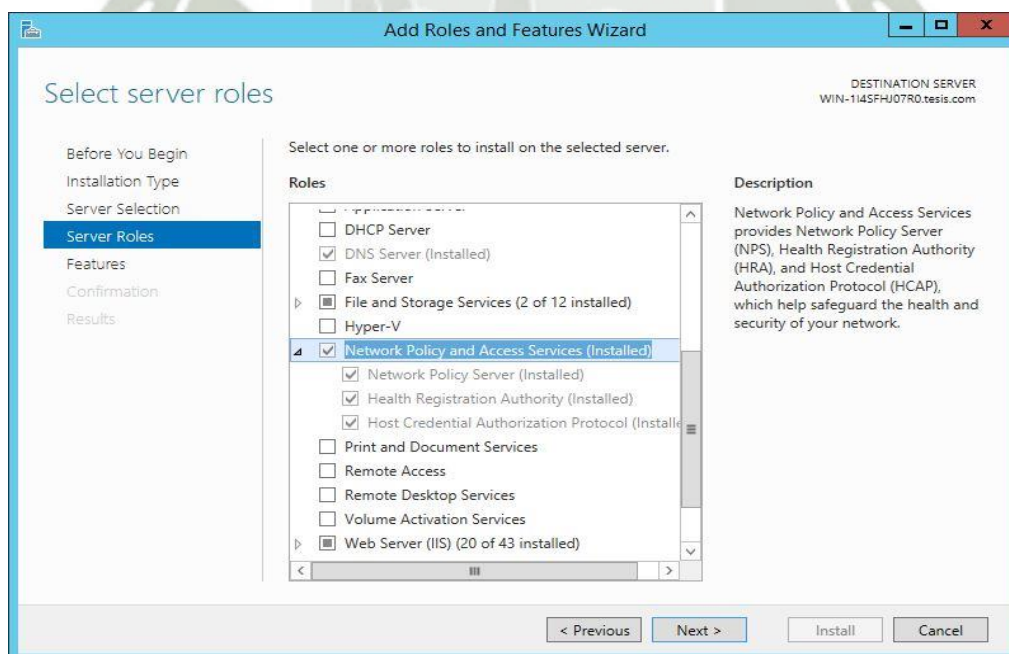 Add Roles and Features Wizard
Select server roles
DESTINATION SERVER
WIN-1I4SFHJ07R0.tesis.com
Before You Begin
Installation Type
Server Selection
Server Roles
Features
Confirmation
Results
Select one or more roles to install on the selected server.
Roles
DHCP Server
DNS Server (Installed)
Fax Server
File and Storage Services (2 of 12 installed)
Hyper-V
Network Policy and Access Services (Installed)
Network Policy Server (Installed)
Health Registration Authority (Installed)
Host Credential Authorization Protocol (Installe
Print and Document Services
Remote Access
Remote Desktop Services
Volume Activation Services
Web Server (IIS) (20 of 43 installed)
Description
Network Policy and Access Services
provides Network Policy Server
(NPS), Health Registration Authority
(HRA), and Host Credential
Authorization Protocol (HCAP),
which help safeguard the health and
security of your network.
< Previous
Next >
Install
Cancel